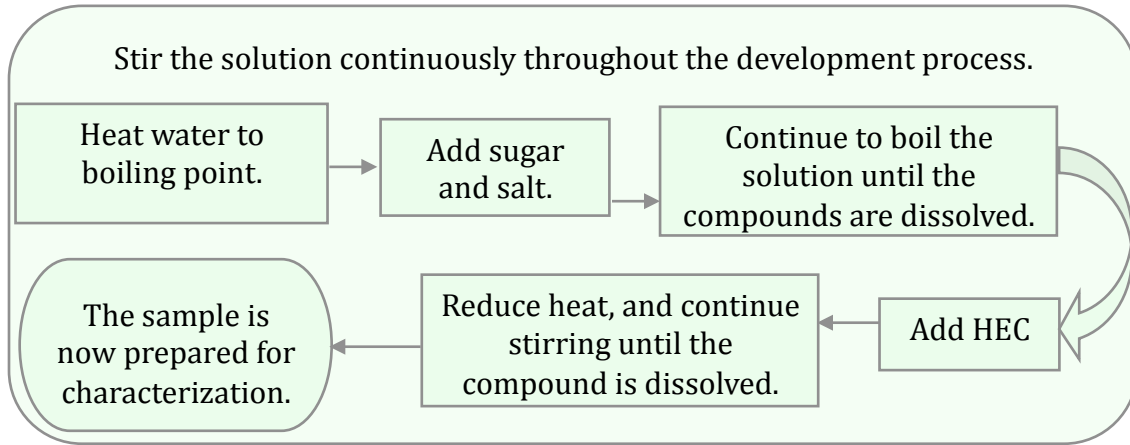 Stir the solution continuously throughout the development process.
Heat water to
boiling point.
Add sugar
and salt.
Continue to boil the
solution until the
compounds are dissolved.
Add HEC
Reduce heat, and continue
stirring until the
compound is dissolved.
The sample is
now prepared for
characterization.